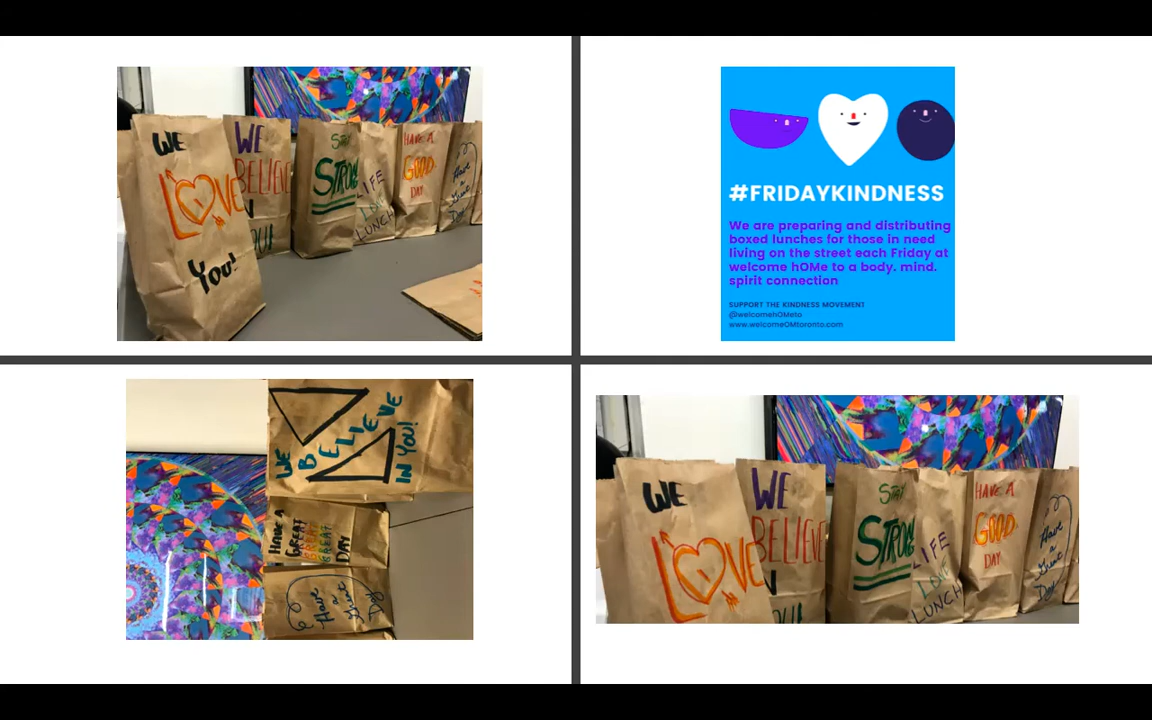 WE
LOVE
YOU!
WE
BELIEVE
STAY
STRONG
LIFE
LOVE
LUNCH
HAVE A
GOOD
DAY
Have
a
Great
Day
#FRIDAYKINDNESS
We are preparing and distributing
boxed lunches for those in need
living on the street each Friday at
welcome hOMe to a body. mind.
spirit connection
SUPPORT THE KINDNESS MOVEMENT
@welcomehOMeto
www.welcomeOMtoronto.com
WE
BELIEVE
IN YOU!
HAVE A
GREAT
GREAT
GREAT
DAY
Have
a
Great
Day
WE
LOVE
WE
BELIEVE
STAY
STRONG
LIFE
LOVE
LUNCH
HAVE A
GOOD
DAY
Have
a
Great
Day